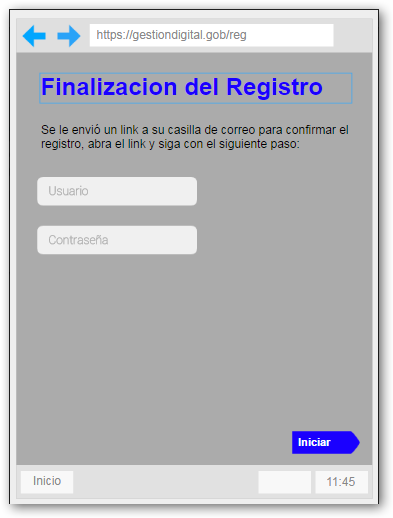 https://gestiondigital.gob/reg
Finalizacion del Registro
Se le envió un link a su casilla de correo para confirmar el
registro, abra el link y siga con el siguiente paso:
Usuario
Contraseña
Iniciar
Inicio
11:45